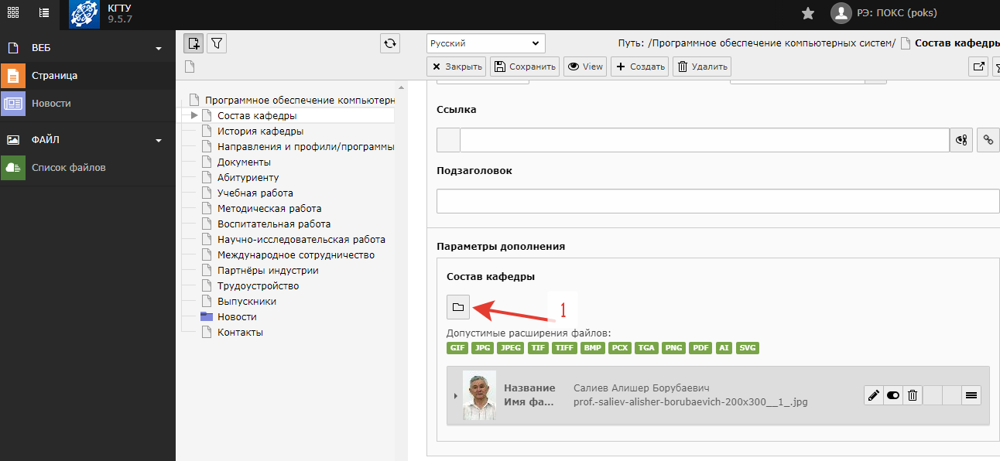 КГТУ
9.5.7
РЭ: ПОКС (poks)
ВЕБ
Страница
Новости
ФАЙЛ
Список файлов
Программное обеспечение компьютерн
Состав кафедры
История кафедры
Направления и профили/программы
Документы
Абитуриенту
Учебная работа
Методическая работа
Воспитательная работа
Научно-исследовательская работа
Международное сотрудничество
Партнёры индустрии
Трудоустройство
Выпускники
Новости
Контакты
Русский
Путь: /Программное обеспечение компьютерных систем/ Состав кафедры
Закрыть Сохранить View Создать Удалить
Ссылка
Подзаголовок
Параметры дополнения
Состав кафедры
1
Допустимые расширения файлов:
GIF JPG JPEG TIF TIFF BMP PCX TGA PNG PDF AI SVG
Название Салиев Алишер Борубаевич
Имя фа... prof.-saliev-alisher-borubaevich-200x300__1_.jpg